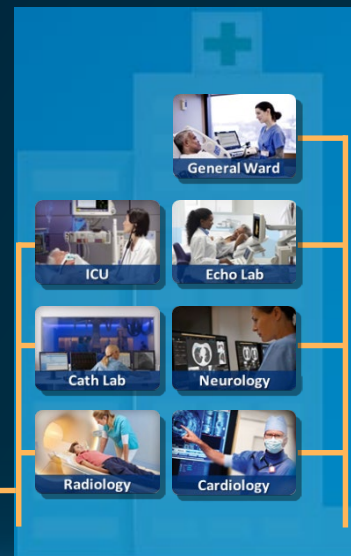 General Ward
ICU
Echo Lab
Cath Lab
Neurology
Radiology
Cardiology